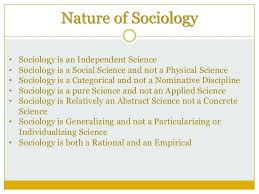 Nature of Sociology
• Sociology is an Independent Science
• Sociology is a Social Science and not a Physical Science
• Sociology is a Categorical and not a Nominative Discipline
• Sociology is a pure Science and not an Applied Science
• Sociology is Relatively an Abstract Science not a Concrete
Science
• Sociology is Generalizing and not a Particularizing or
Individualizing Science
• Sociology is both a Rational and an Empirical